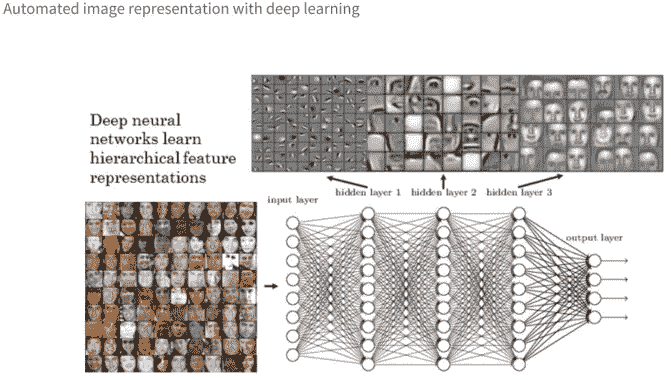 Automated image representation with deep learning
Deep neural
networks learn
hierarchical feature
representations
hidden layer 1 hidden layer 2 hidden layer 3
input layer
output layer